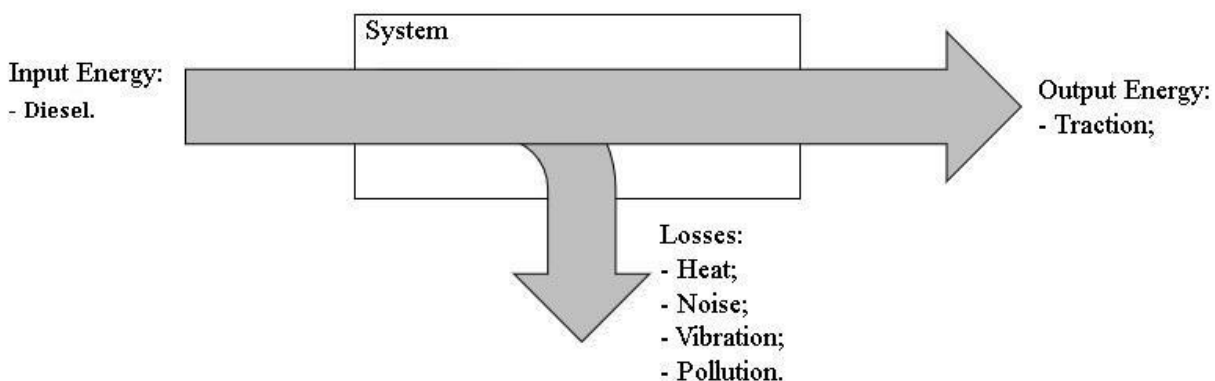 System
Input Energy:
- Diesel.
Output Energy:
- Traction;
Losses:
- Heat;
- Noise;
- Vibration;
- Pollution.